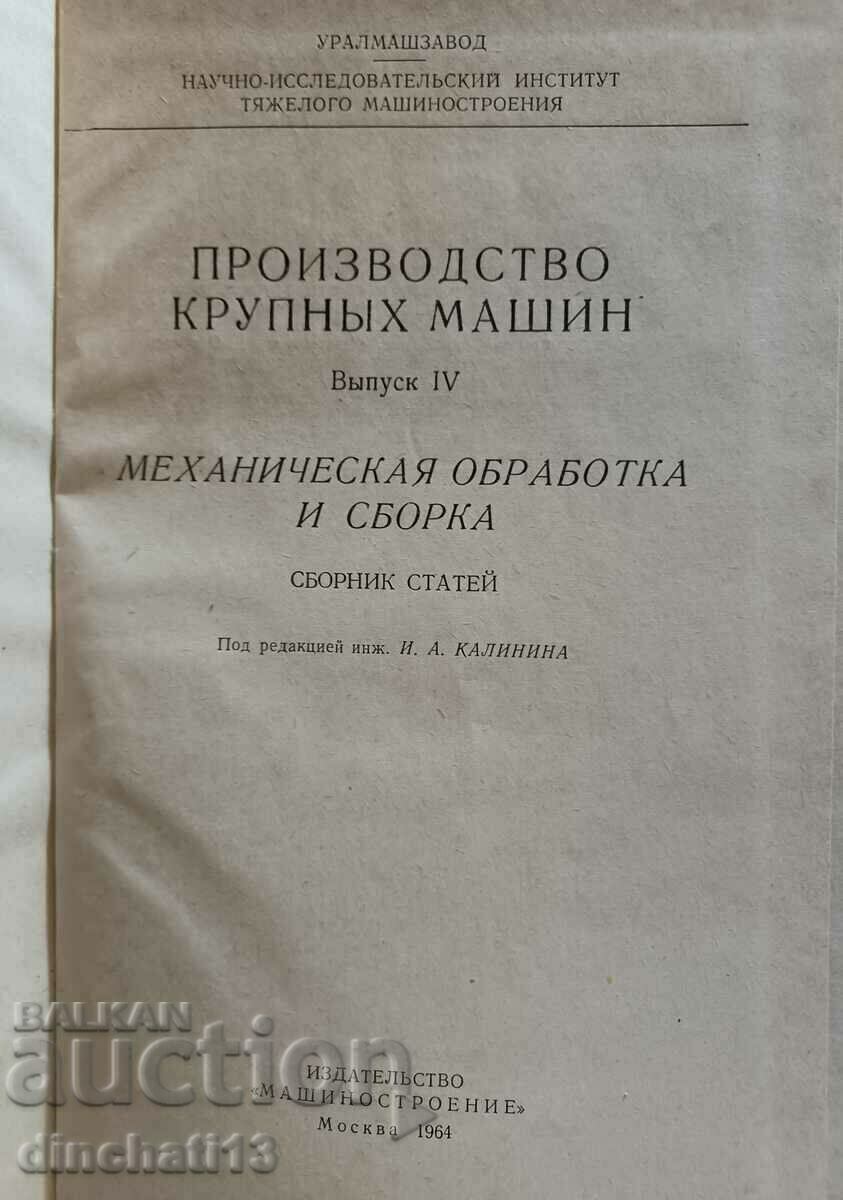 УРАЛМАШЗАВОД
НАУЧНО-ИССЛЕДОВАТЕЛЬСКИЙ ИНСТИТУТ
ТЯЖЕЛОГО МАШИНОСТРОЕНИЯ
ПРОИЗВОДСТВО
КРУПНЫХ МАШИН
Выпуск IV
МЕХАНИЧЕСКАЯ ОБРАБОТКА
И СБОРКА
СБОРНИК СТАТЕЙ
Под редакцией инж. И. А. КАЛИНИНА
ИЗДАТЕЛЬСТВО
«МАШИНОСТРОЕНИЕ»
Москва 1964
BALKAN
auction
dinchati13